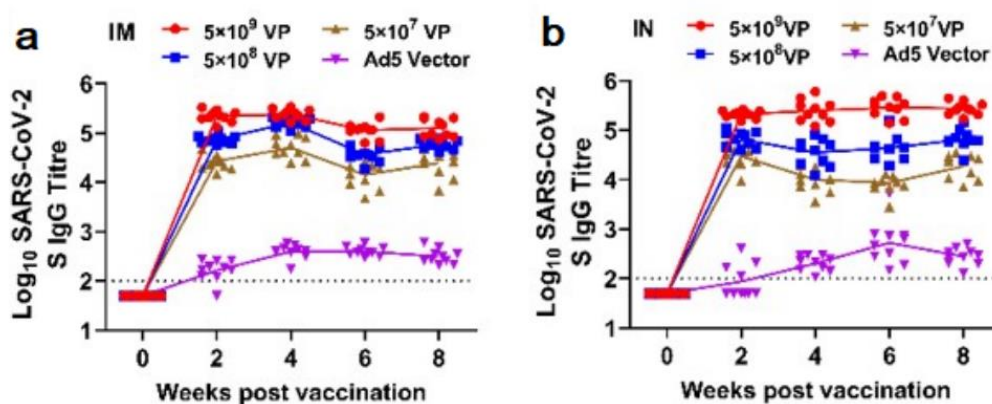 a IM 5×10⁹ VP 5×10⁷ VP
5×10⁸ VP Ad5 Vector
Log₁₀ SARS-CoV-2
S IgG Titre
6
5
4
3
2
1
0 2 4 6 8
Weeks post vaccination
b IN 5×10⁹VP 5×10⁷VP
5×10⁸VP Ad5 Vector
Log₁₀ SARS-CoV-2
S IgG Titre
6
5
4
3
2
1
0 2 4 6 8
Weeks post vaccination